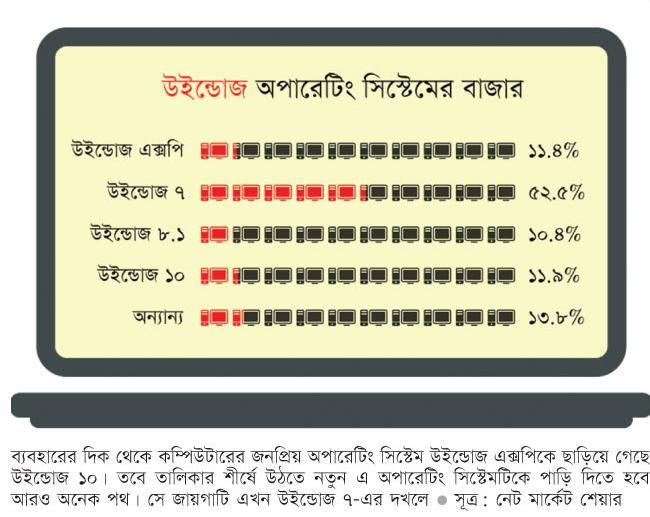 উইন্ডোজ অপারেটিং সিস্টেমের বাজার
উইন্ডোজ এক্সপি ১১.৪%
উইন্ডোজ ৭ ৫২.৫%
উইন্ডোজ ৮.১ ১০.৪%
উইন্ডোজ ১০ ১১.৯%
অন্যান্য ১৩.৮%
ব্যবহারের দিক থেকে কম্পিউটারের জনপ্রিয় অপারেটিং সিস্টেম উইন্ডোজ এক্সপিকে ছাড়িয়ে গেছে
উইন্ডোজ ১০। তবে তালিকার শীর্ষে উঠতে নতুন এ অপারেটিং সিস্টেমটিকে পাড়ি দিতে হবে
আরও অনেক পথ। সে জায়গাটি এখন উইন্ডোজ ৭-এর দখলে ● সূত্র : নেট মার্কেট শেয়ার